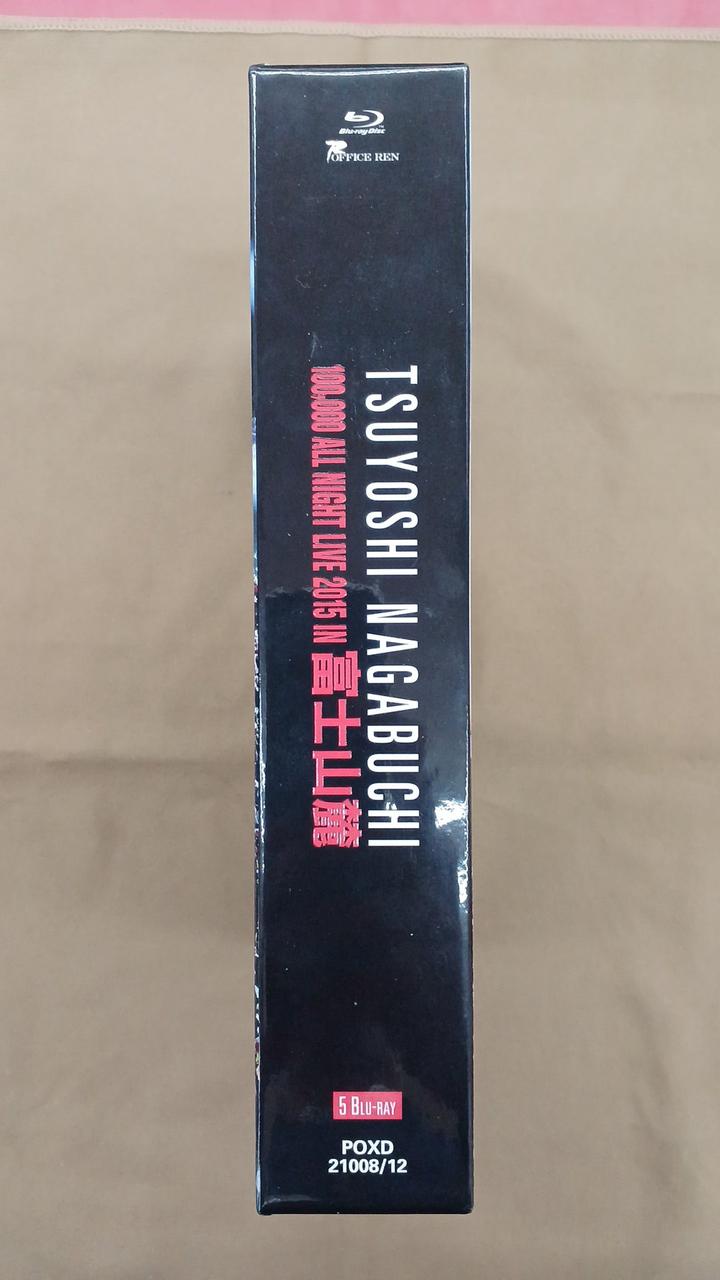 Blu-ray Disc
OFFICE REN
TSUYOSHI NAGABUCHI
100,000 ALL NIGHT LIVE 2015 IN 富士山麓
5 BLU-RAY
POXD
21008/12